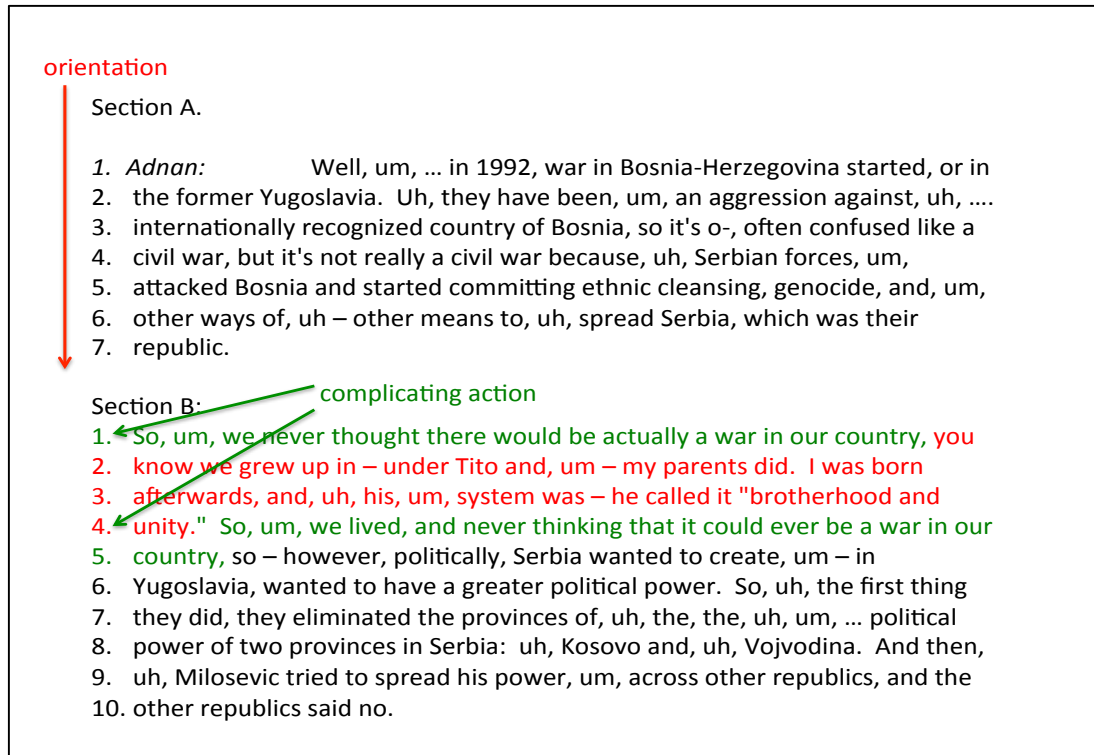 orientation
Section A.
1. Adnan: Well, um, ... in 1992, war in Bosnia-Herzegovina started, or in
2. the former Yugoslavia. Uh, they have been, um, an aggression against, uh, ....
3. internationally recognized country of Bosnia, so it's o-, often confused like a
4. civil war, but it's not really a civil war because, uh, Serbian forces, um,
5. attacked Bosnia and started committing ethnic cleansing, genocide, and, um,
6. other ways of, uh – other means to, uh, spread Serbia, which was their
7. republic.
complicating action
Section B:
1. So, um, we never thought there would be actually a war in our country, you
2. know we grew up in – under Tito and, um – my parents did. I was born
3. afterwards, and, uh, his, um, system was – he called it "brotherhood and
4. unity." So, um, we lived, and never thinking that it could ever be a war in our
5. country, so – however, politically, Serbia wanted to create, um – in
6. Yugoslavia, wanted to have a greater political power. So, uh, the first thing
7. they did, they eliminated the provinces of, uh, the, the, uh, um, ... political
8. power of two provinces in Serbia: uh, Kosovo and, uh, Vojvodina. And then,
9. uh, Milosevic tried to spread his power, um, across other republics, and the
10. other republics said no.